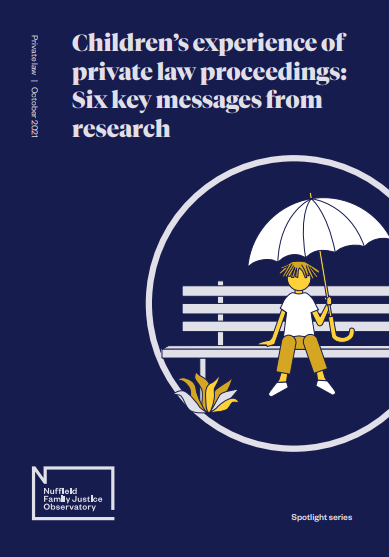 Private law | October 2021
Children's experience of
private law proceedings:
Six key messages from
research
Nuffield
Family Justice
Observatory
Spotlight series